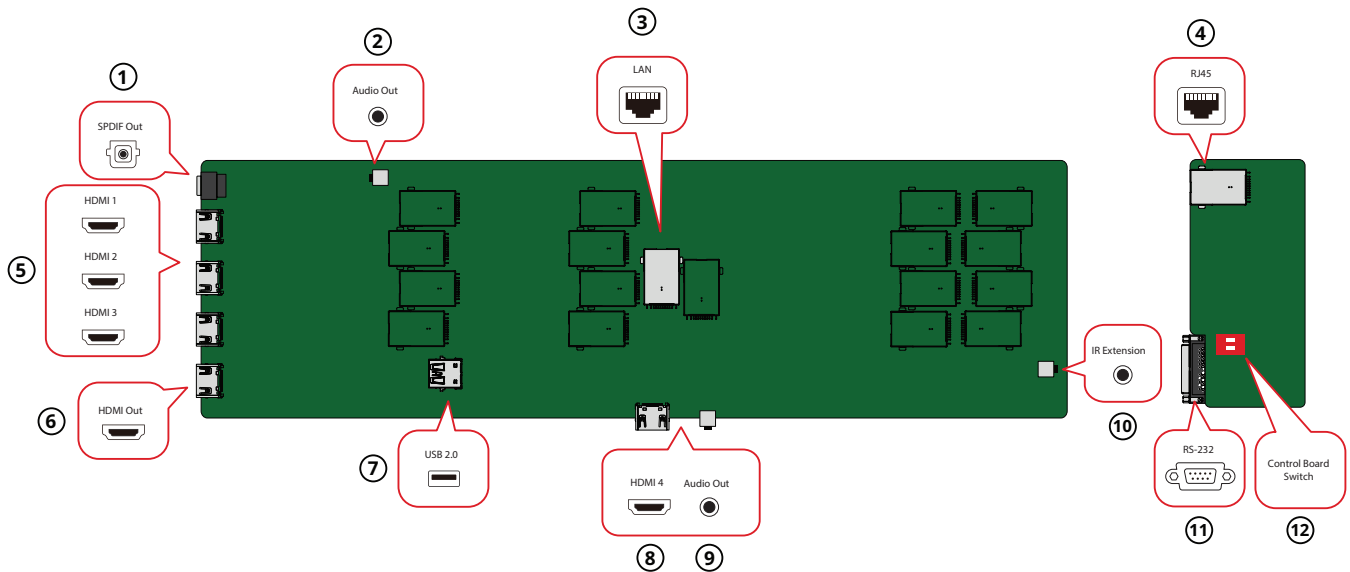 1
SPDIF Out
2
Audio Out
3
LAN
4
RJ45
5
HDMI 1
HDMI 2
HDMI 3
6
HDMI Out
7
USB 2.0
8
HDMI 4
9
Audio Out
10
IR Extension
11
RS-232
12
Control Board
Switch